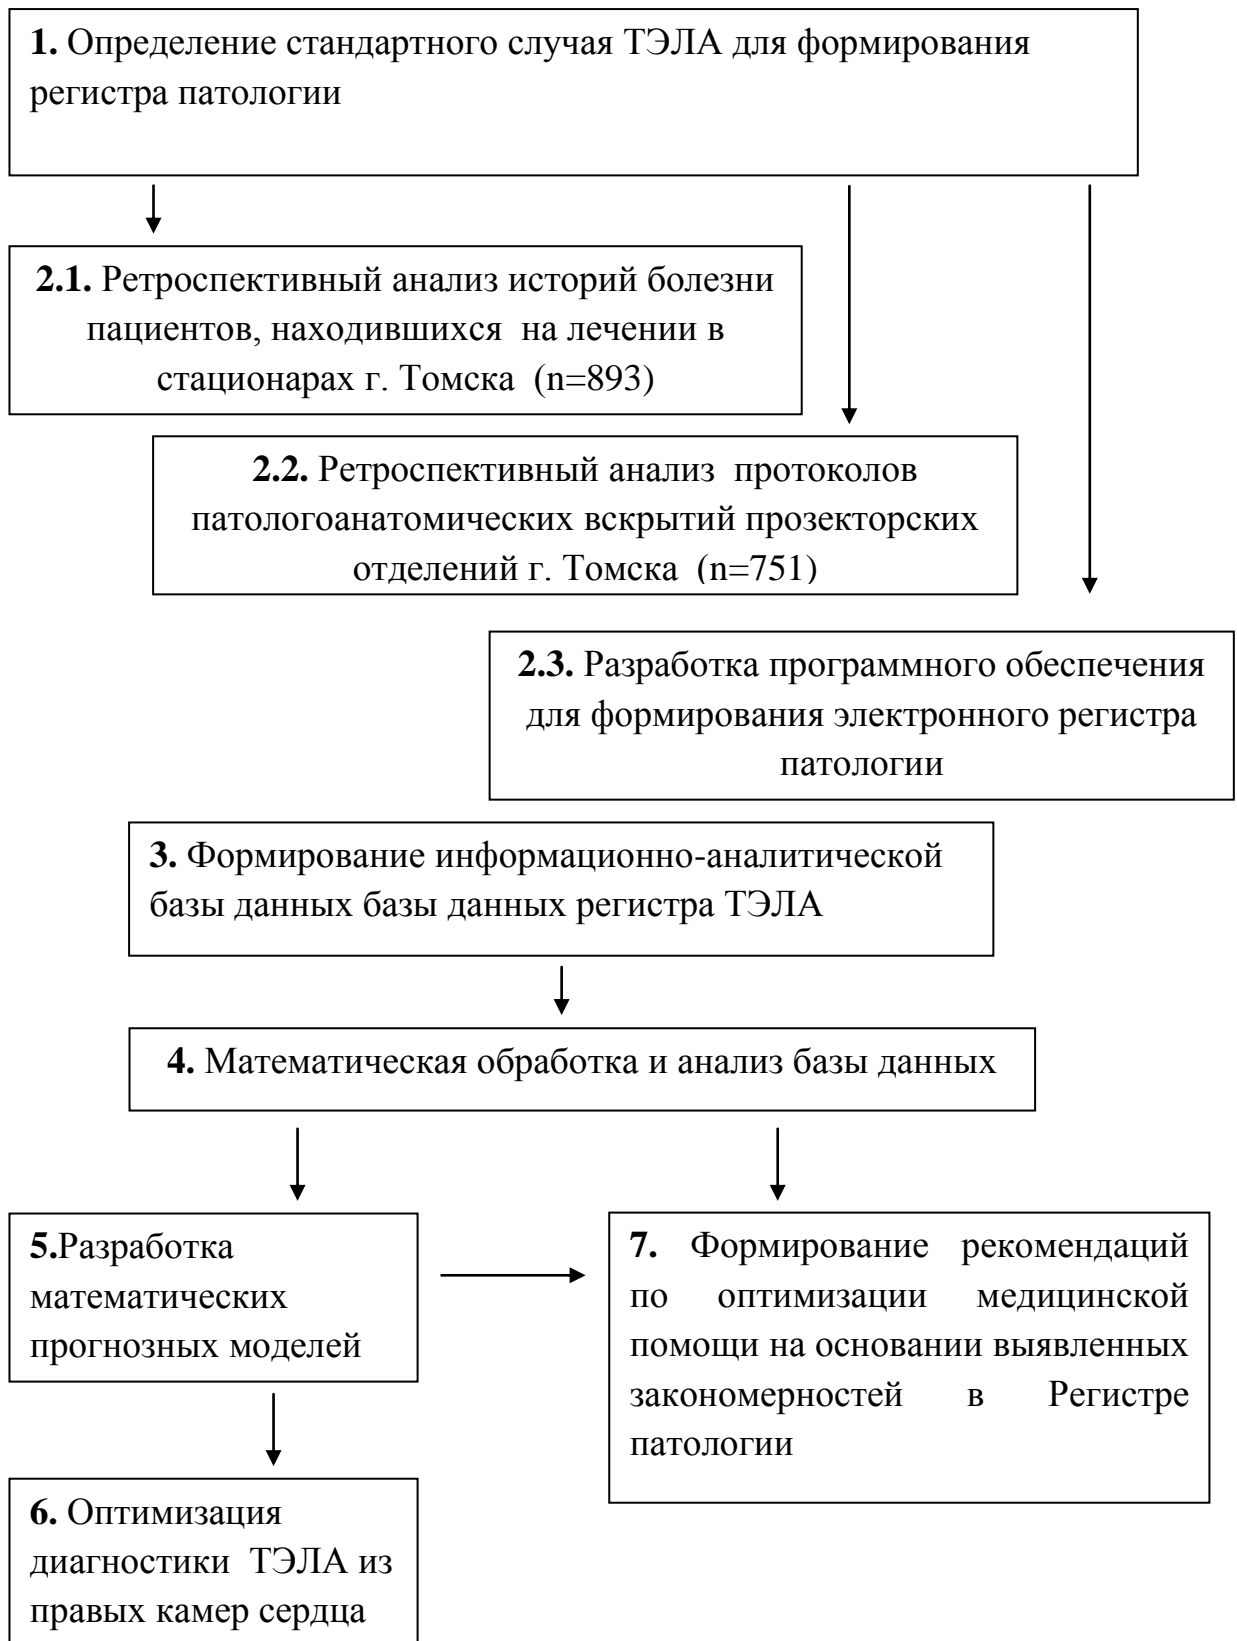 1. Определение стандартного случая ТЭЛА для формирования
регистра патологии
2.1. Ретроспективный анализ историй болезни
пациентов, находившихся на лечении в
стационарах г. Томска (n=893)
2.2. Ретроспективный анализ протоколов
патологоанатомических вскрытий прозекторских
отделений г. Томска (n=751)
2.3. Разработка программного обеспечения
для формирования электронного регистра
патологии
3. Формирование информационно-аналитической
базы данных базы данных регистра ТЭЛА
4. Математическая обработка и анализ базы данных
5.Разработка
математических
прогнозных моделей
7. Формирование рекомендаций
по оптимизации медицинской
помощи на основании выявленных
закономерностей в Регистре
патологии
6. Оптимизация
диагностики ТЭЛА из
правых камер сердца